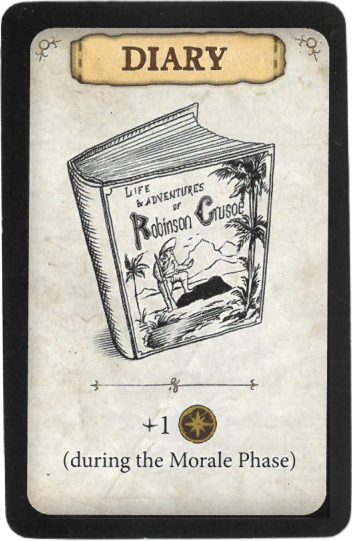 DIARY
LIFE
& ADVENTURES
OF
Robinson Crusoe
+1
(during the Morale Phase)